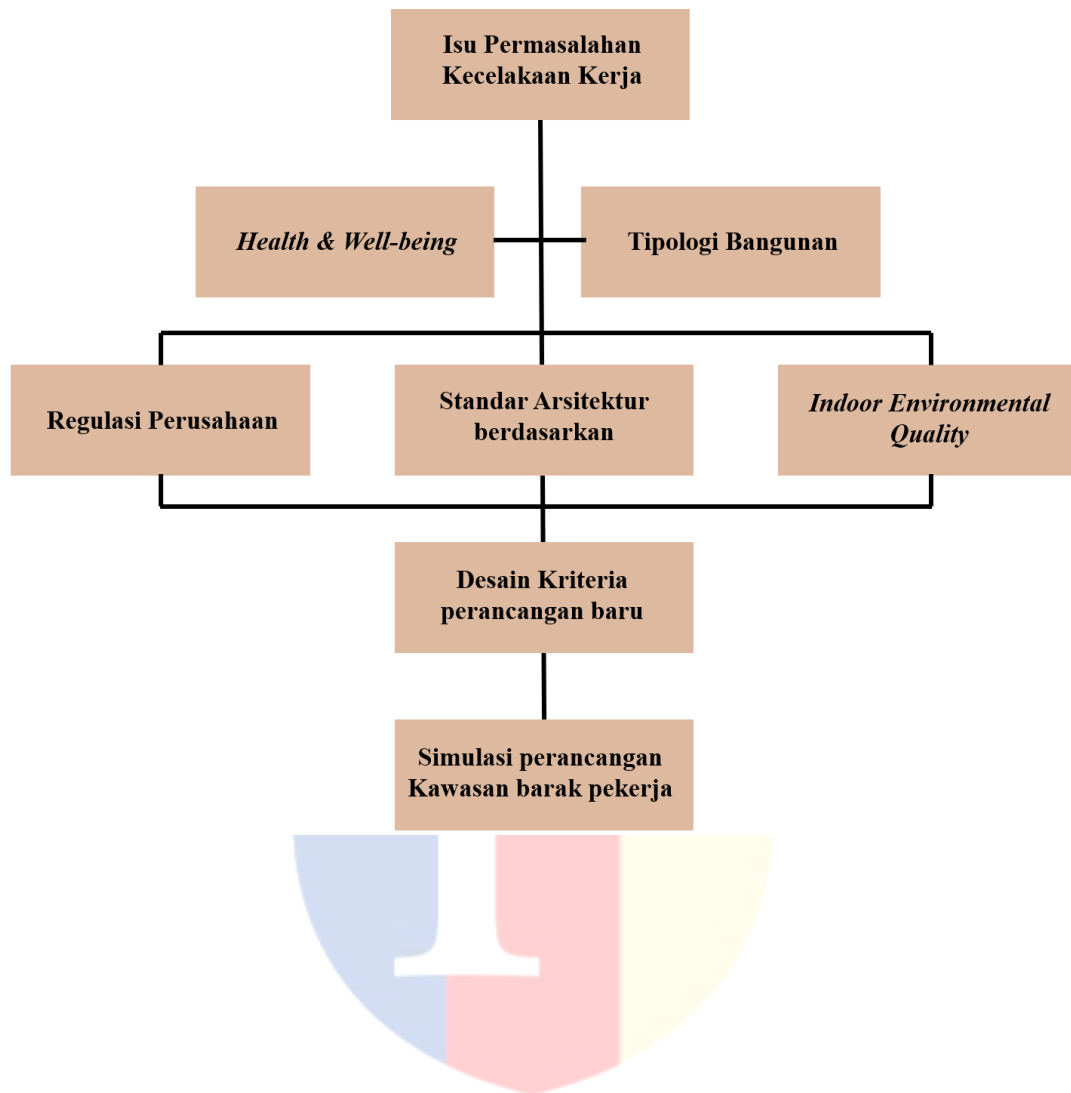 Isu Permasalahan
Kecelakaan Kerja
Health & Well-being
Tipologi Bangunan
Regulasi Perusahaan
Standar Arsitektur
berdasarkan
Indoor Environmental
Quality
Desain Kriteria
perancangan baru
Simulasi perancangan
Kawasan barak pekerja